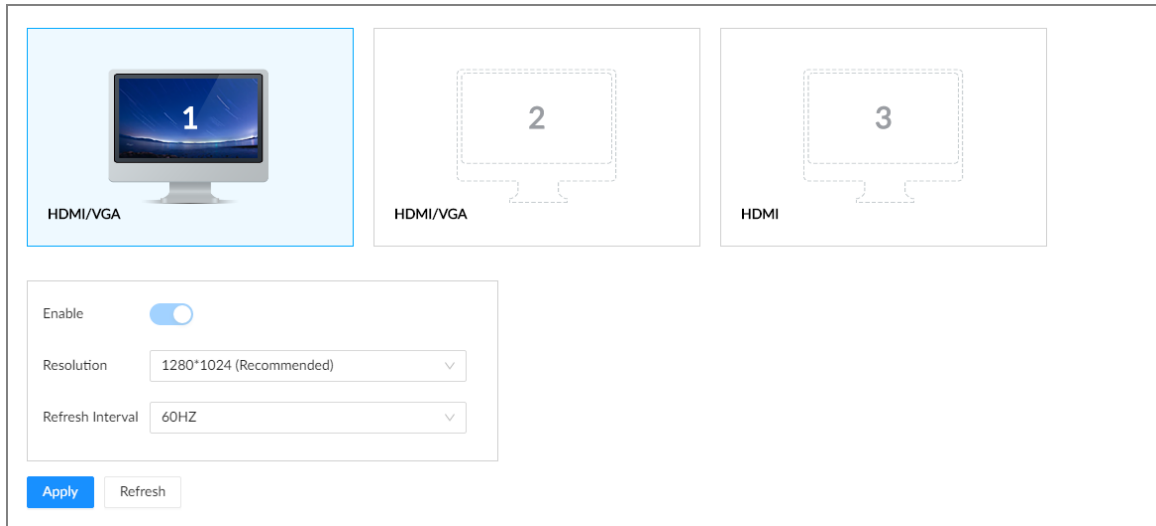 1
2
3
HDMI/VGA
HDMI/VGA
HDMI
Enable
Resolution
1280*1024 (Recommended)
Refresh Interval
60HZ
Apply
Refresh